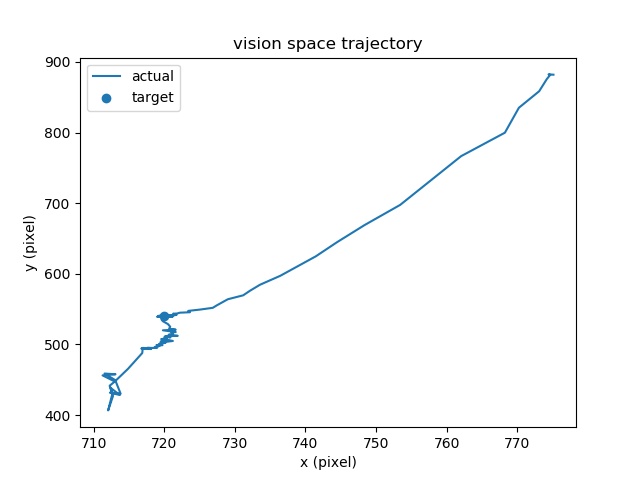 vision space trajectory
actual
target
y (pixel)
900
800
700
600
500
400
710 720 730 740 750 760 770
x (pixel)